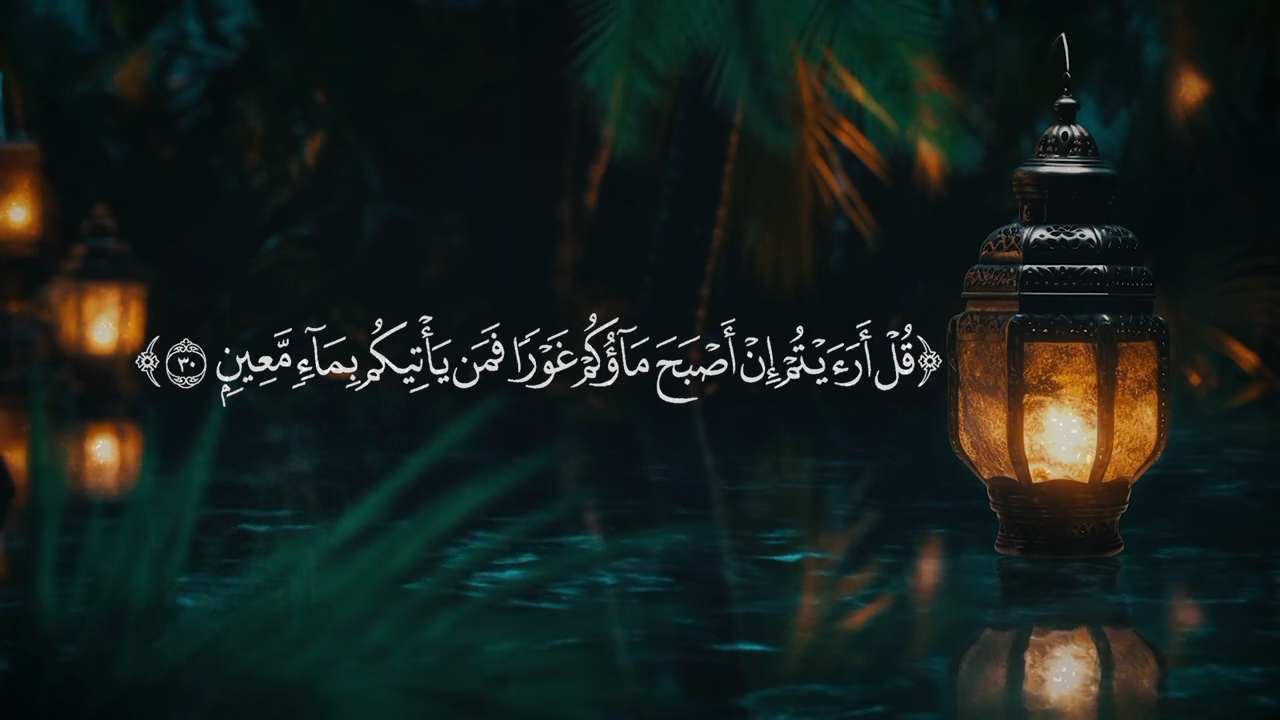 ﴿قُلْ أَرَءَيْتُمْ إِنْ أَصْبَحَ مَآؤُكُمْ غَوْرًا فَمَن يَأْتِيكُم بِمَآءٍ مَّعِينٍ ٣٠﴾